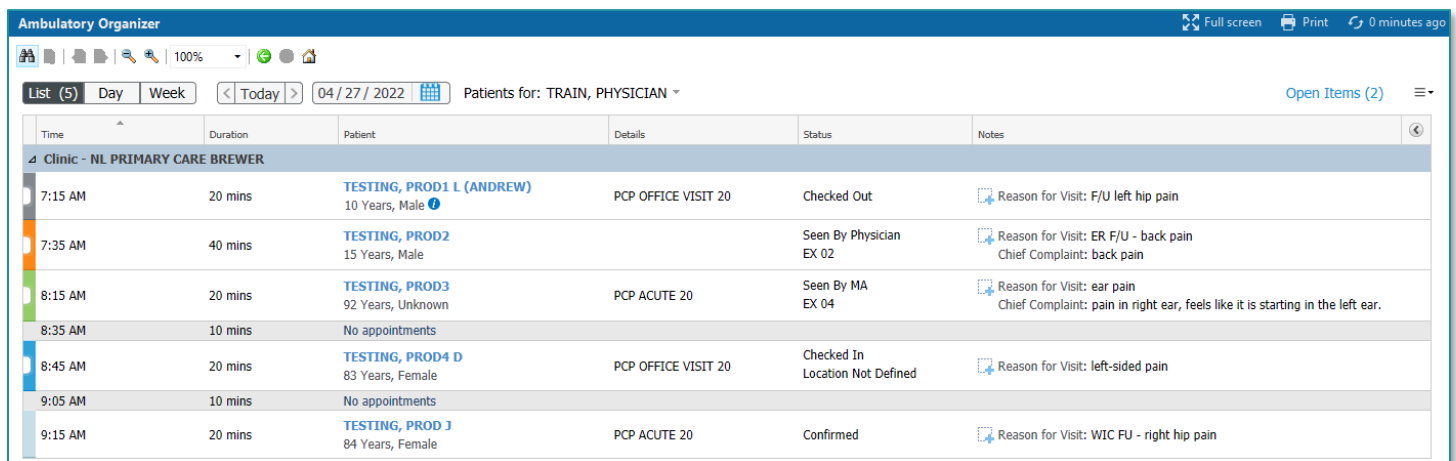 Ambulatory Organizer
Full screen Print 0 minutes ago
100%
List (5) Day Week < Today > 04 / 27 / 2022 Patients for: TRAIN, PHYSICIAN Open Items (2)
Time Duration Patient Details Status Notes
Clinic - NL PRIMARY CARE BREWER
7:15 AM 20 mins TESTING, PROD1 L (ANDREW) PCP OFFICE VISIT 20 Checked Out Reason for Visit: F/U left hip pain
10 Years, Male
7:35 AM 40 mins TESTING, PROD2 Seen By Physician Reason for Visit: ER F/U - back pain
15 Years, Male EX 02 Chief Complaint: back pain
8:15 AM 20 mins TESTING, PROD3 PCP ACUTE 20 Seen By MA Reason for Visit: ear pain
92 Years, Unknown EX 04 Chief Complaint: pain in right ear, feels like it is starting in the left ear.
8:35 AM 10 mins No appointments
8:45 AM 20 mins TESTING, PROD4 D PCP OFFICE VISIT 20 Checked In Reason for Visit: left-sided pain
83 Years, Female Location Not Defined
9:05 AM 10 mins No appointments
9:15 AM 20 mins TESTING, PROD J PCP ACUTE 20 Confirmed Reason for Visit: WIC FU - right hip pain
84 Years, Female